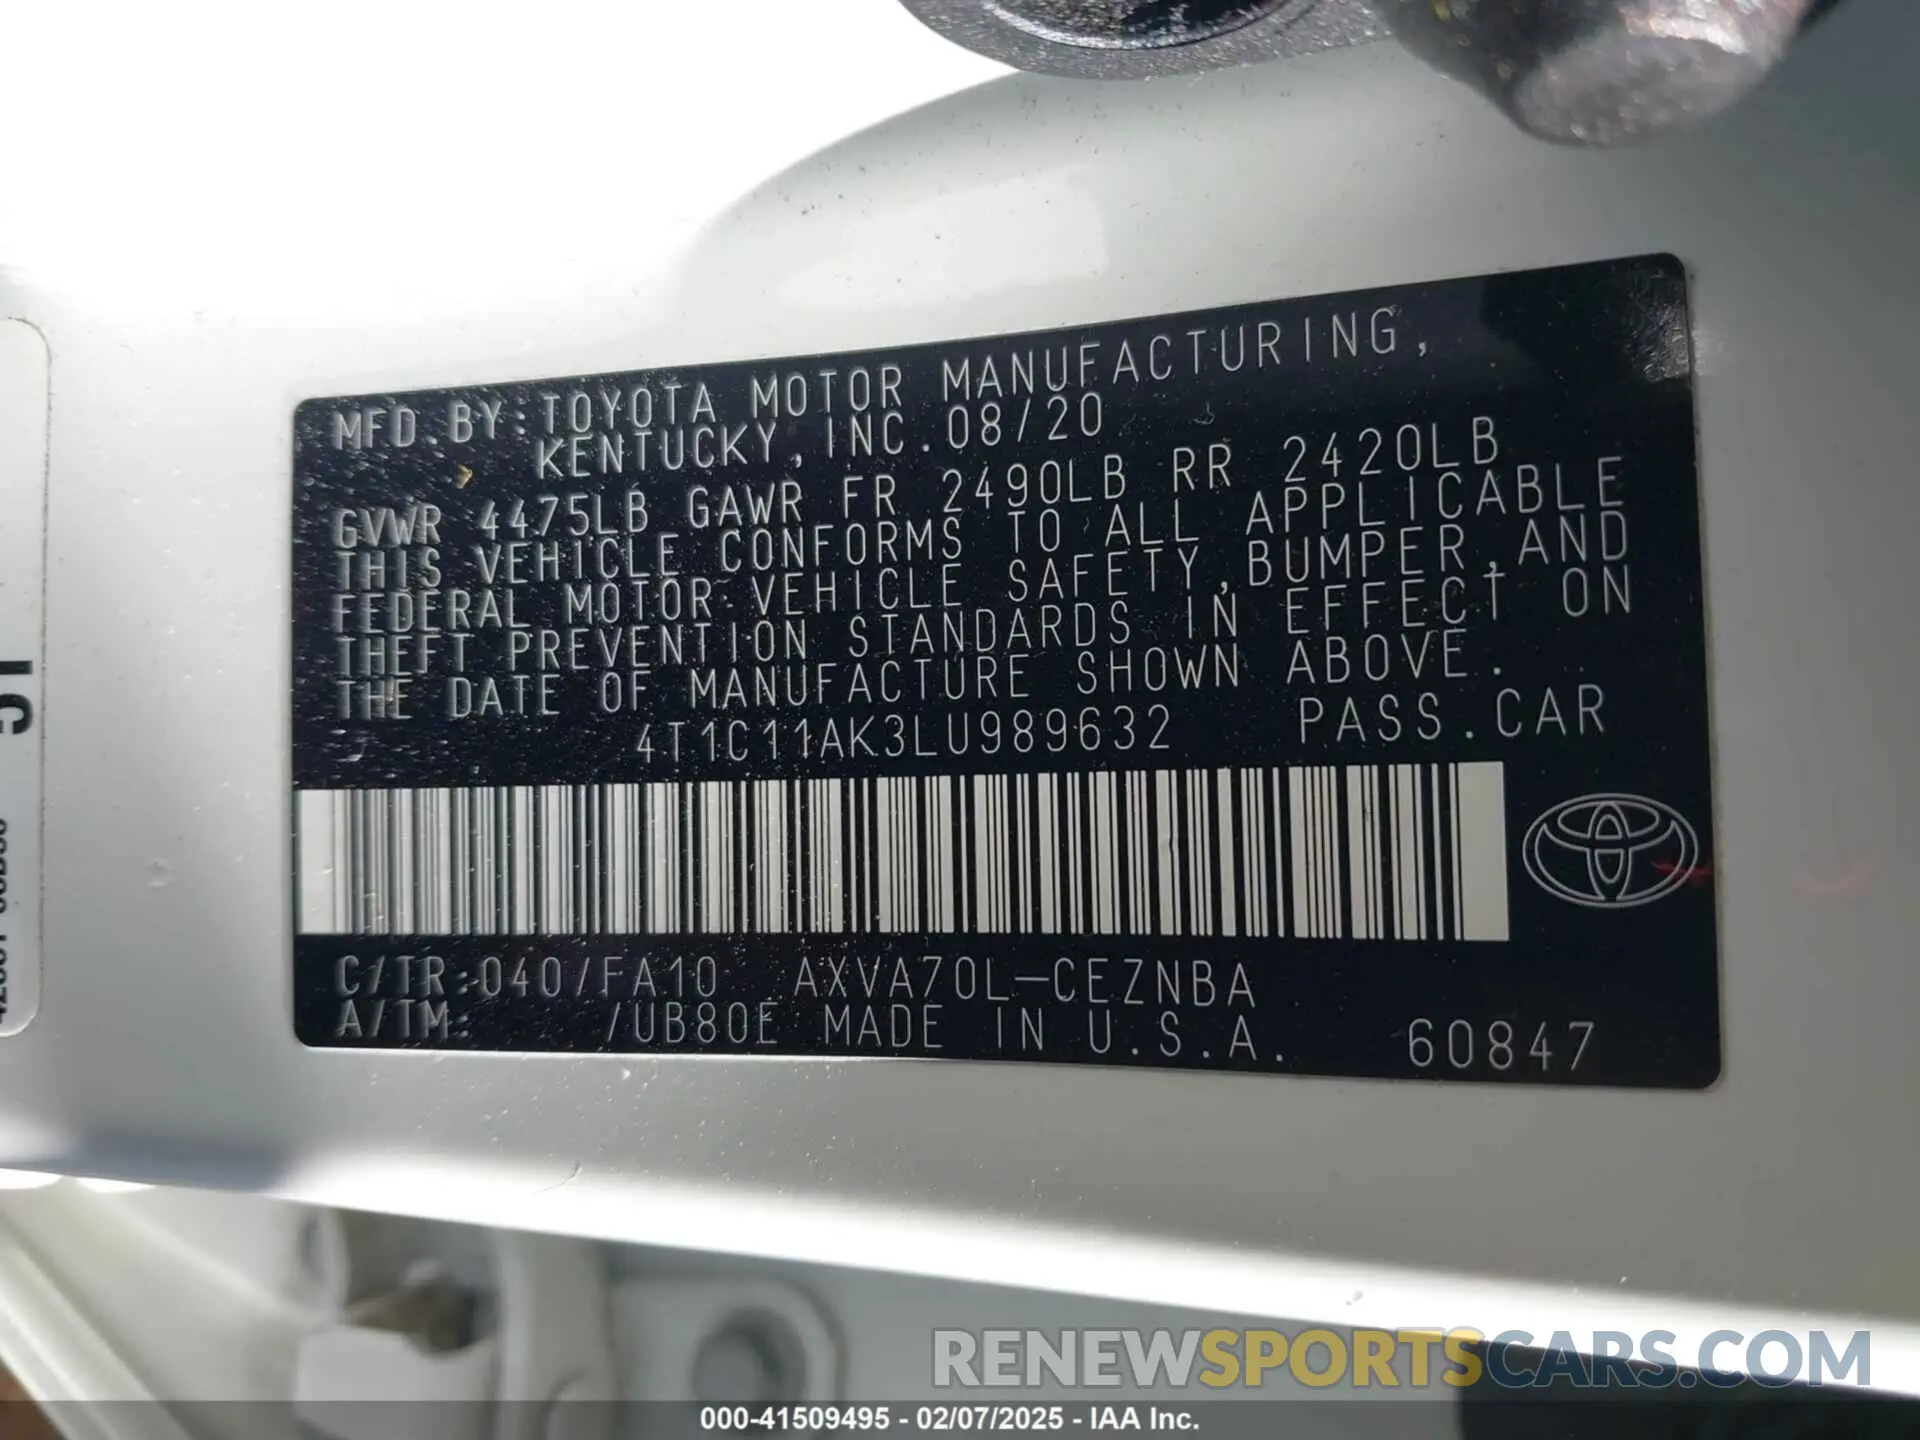 MFD.BY:TOYOTA MOTOR MANUFACTURING,
KENTUCKY,INC.08/20
GVWR 4475LB GAWR FR 2490LB RR 2420LB
THIS VEHICLE CONFORMS TO ALL APPLICABLE
FEDERAL MOTOR VEHICLE SAFETY,BUMPER,AND
THEFT PREVENTION STANDARDS IN EFFECT ON
THE DATE OF MANUFACTURE SHOWN ABOVE.
4T1C11AK3LU989632 PASS.CAR
C/TR:040/FA10 AXVA70L-CEZNBA
A/TM: /UB80E MADE IN U.S.A. 60847
RENEWSPORTSCARS.COM
000-41509495 - 02/07/2025 - IAA Inc.